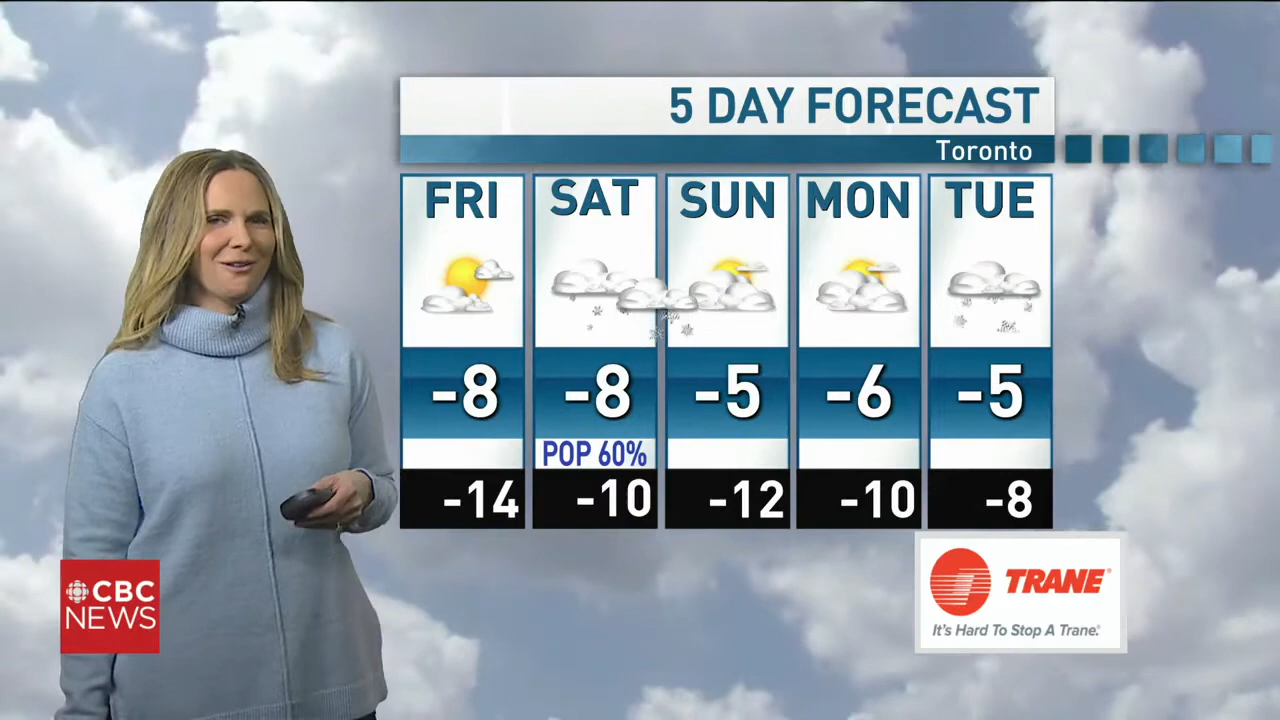 5 DAY FORECAST
Toronto
FRI SAT SUN MON TUE
-8 -8 -5 -6 -5
POP 60%
-14 -10 -12 -10 -8
CBC
NEWS
TRANE®
It's Hard To Stop A Trane.®